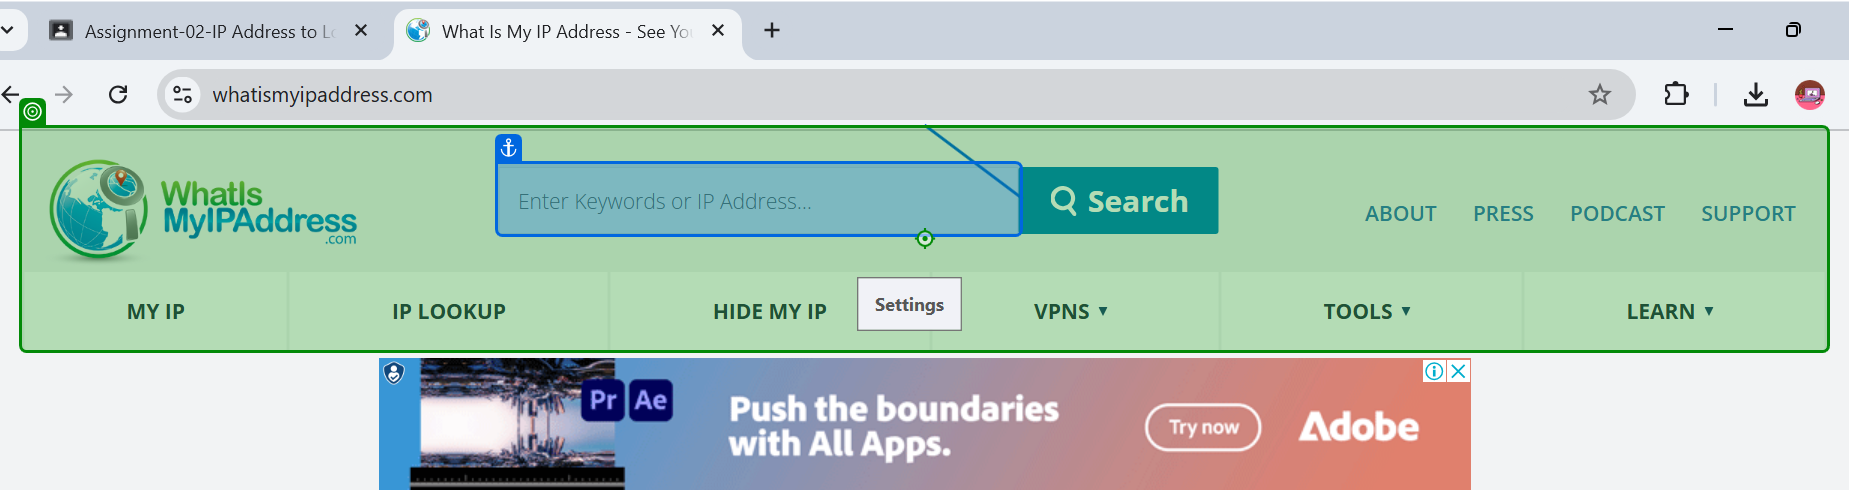 Assignment-02-IP Address to Lo
What Is My IP Address - See You
whatismyipaddress.com
WhatIs
MyIPAddress
.com
Enter Keywords or IP Address...
Search
ABOUT PRESS PODCAST SUPPORT
MY IP IP LOOKUP HIDE MY IP Settings VPNS ▼ TOOLS ▼ LEARN ▼
Pr Ae
Push the boundaries
with All Apps.
Try now
Adobe